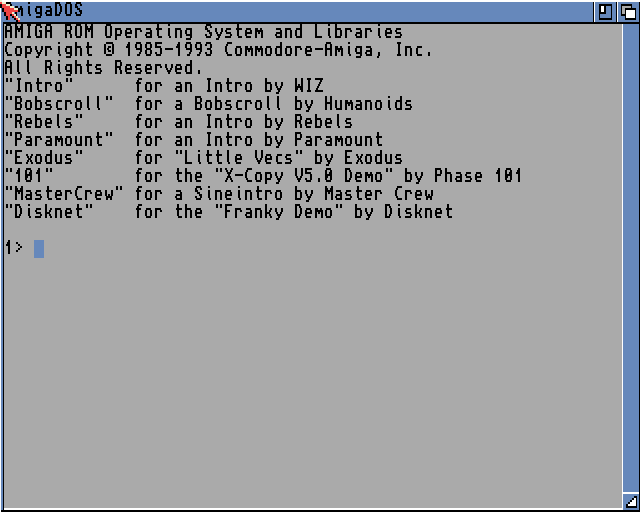 AmigaDOS
AMIGA ROM Operating System and Libraries
Copyright © 1985-1993 Commodore-Amiga, Inc.
All Rights Reserved.
"Intro"      for an Intro by WIZ
"Bobscroll"  for a Bobscroll by Humanoids
"Rebels"     for an Intro by Rebels
"Paramount"  for an Intro by Paramount
"Exodus"     for "Little Vecs" by Exodus
"101"        for the "X-Copy V5.0 Demo" by Phase 101
"MasterCrew" for a Sineintro by Master Crew
"Disknet"    for the "Franky Demo" by Disknet
1>